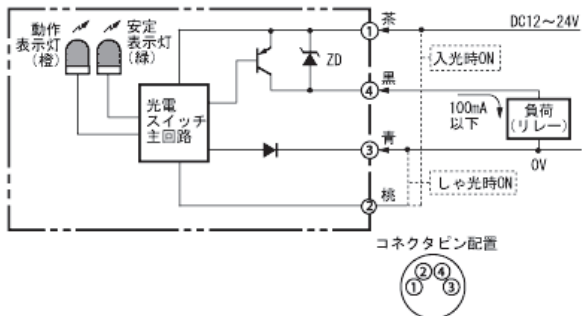 動作
表示灯
(橙)
安定
表示灯
(緑)
光電
スイッチ
主回路
ZD
① 茶
DC12～24V
入光時ON
④ 黒
100mA
以下
負荷
(リレー)
③ 青
0V
しゃ光時ON
② 桃
コネクタピン配置
② ④
① ③